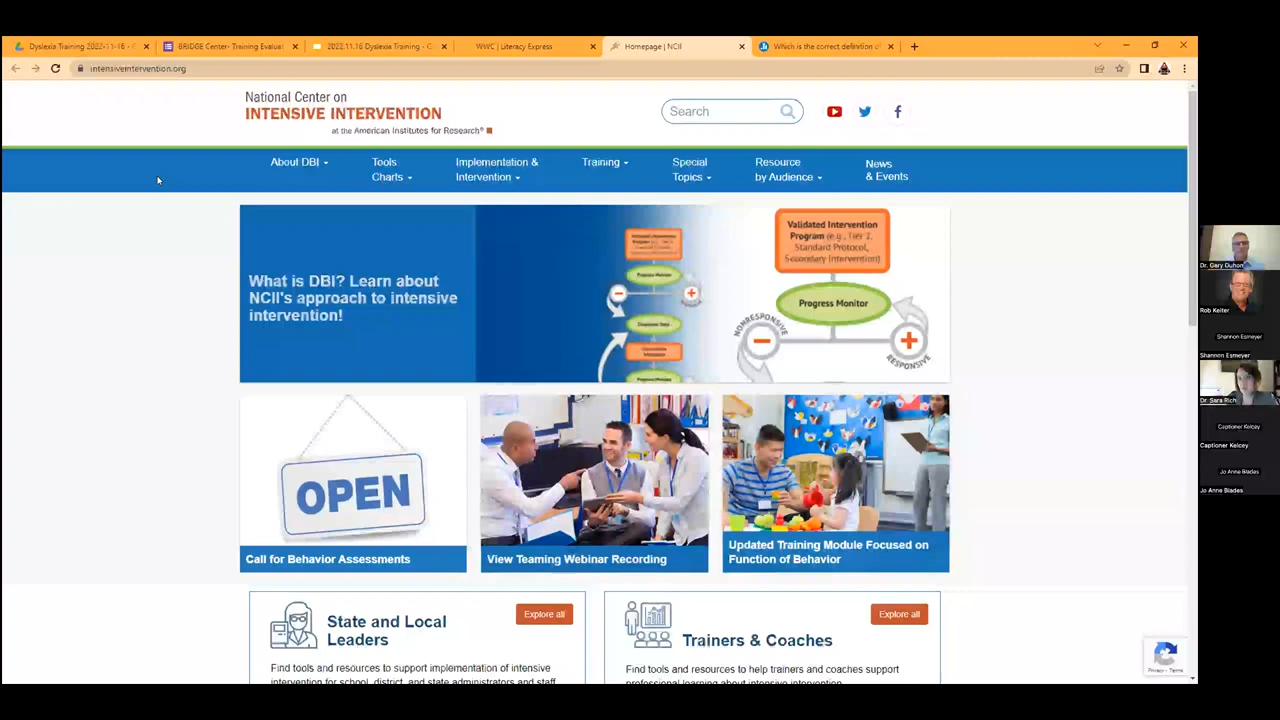 Dyslexia Training 2022-11-16 - G
BRIDGE Center- Training Evaluat
2022.11.16 Dyslexia Training - G
WWC | Literacy Express
Homepage | NCII
Which is the correct definition of
intensiveintervention.org
National Center on
INTENSIVE INTERVENTION
at the American Institutes for Research®
Search
About DBI
Tools
Charts
Implementation &
Intervention
Training
Special
Topics
Resource
by Audience
News
& Events
What is DBI? Learn about
NCII's approach to intensive
intervention!
Progress Monitor
Validated Intervention
Program (e.g., Tier 2,
Standard Protocol,
Secondary Intervention)
Progress Monitor
NONRESPONSIVE
RESPONSIVE
OPEN
Call for Behavior Assessments
View Teaming Webinar Recording
Updated Training Module Focused on
Function of Behavior
State and Local
Leaders
Explore all
Find tools and resources to support implementation of intensive
intervention for school, district, and state administrators and staff
Trainers & Coaches
Explore all
Find tools and resources to help trainers and coaches support
professional learning about intensive intervention
Privacy - Terms
Dr. Gary Duhon
Rob Keiter
Shannon Esmeyer
Shannon Esmeyer
Dr. Sara Rich
Captioner Kelcey
Captioner Kelcey
Jo Anne Blades
Jo Anne Blades